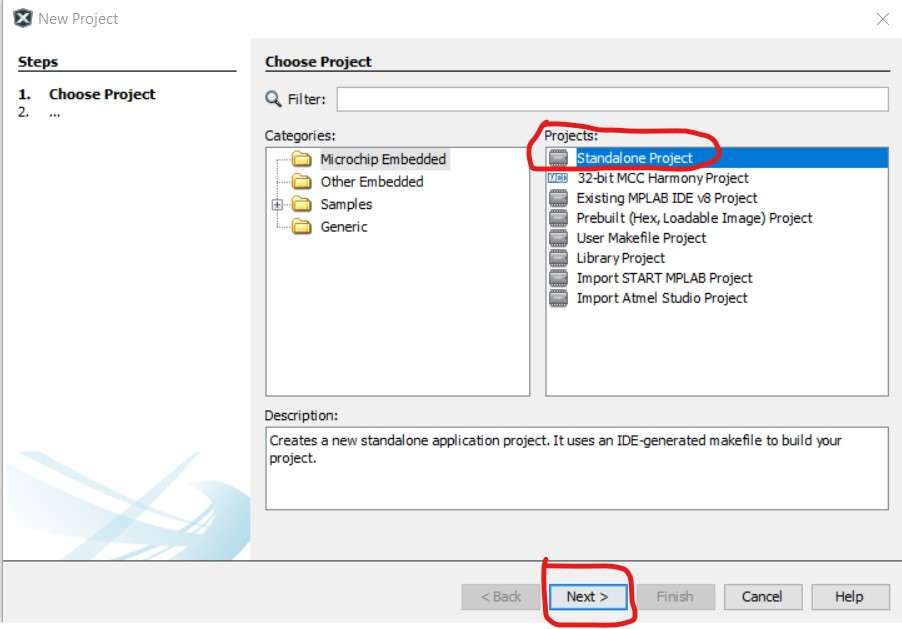 New Project
Steps
1. Choose Project
2. ...
Choose Project
Filter:
Categories:
Microchip Embedded
Other Embedded
Samples
Generic
Projects:
Standalone Project
32-bit MCC Harmony Project
Existing MPLAB IDE v8 Project
Prebuilt (Hex, Loadable Image) Project
User Makefile Project
Library Project
Import START MPLAB Project
Import Atmel Studio Project
Description:
Creates a new standalone application project. It uses an IDE-generated makefile to build your
project.
< Back Next > Finish Cancel Help